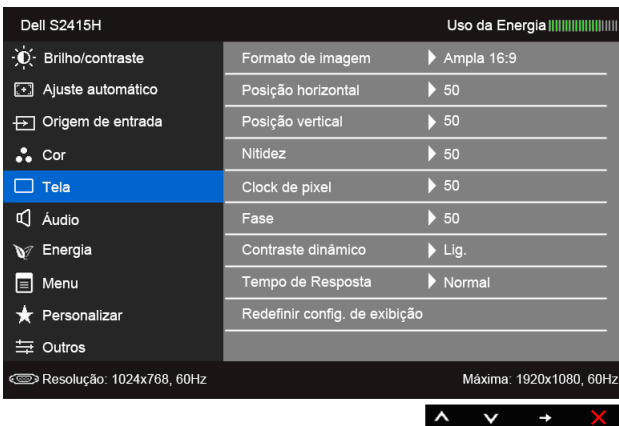 Dell S2415H Uso da Energia
Brilho/contraste Formato de imagem Ampla 16:9
Ajuste automático Posição horizontal 50
Origem de entrada Posição vertical 50
Cor Nitidez 50
Tela Clock de pixel 50
Áudio Fase 50
Energia Contraste dinâmico Lig.
Menu Tempo de Resposta Normal
Personalizar Redefinir config. de exibição
Outros
Resolução: 1024x768, 60Hz Máxima: 1920x1080, 60Hz